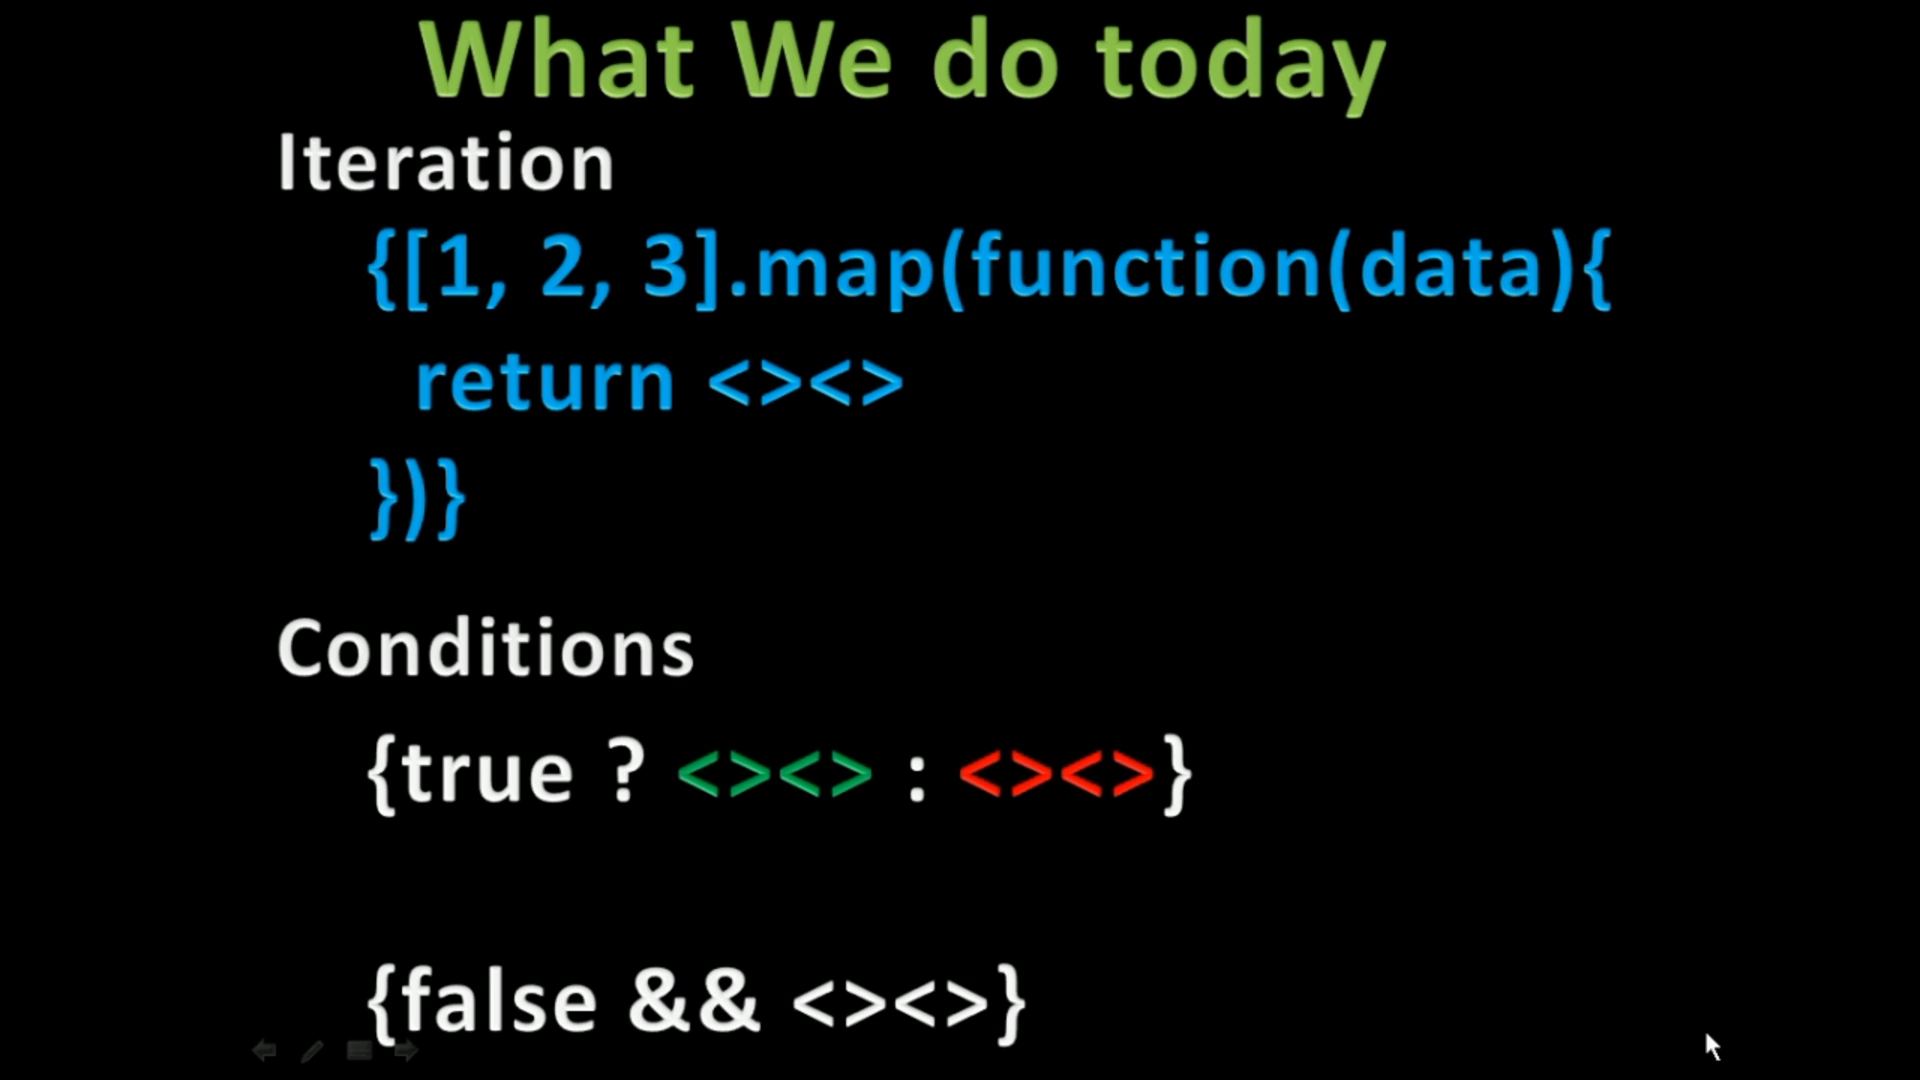 What We do today
Iteration
{[1, 2, 3].map(function(data){
return <><>
})}
Conditions
{true ? <><> : <><>}
{false && <><>}